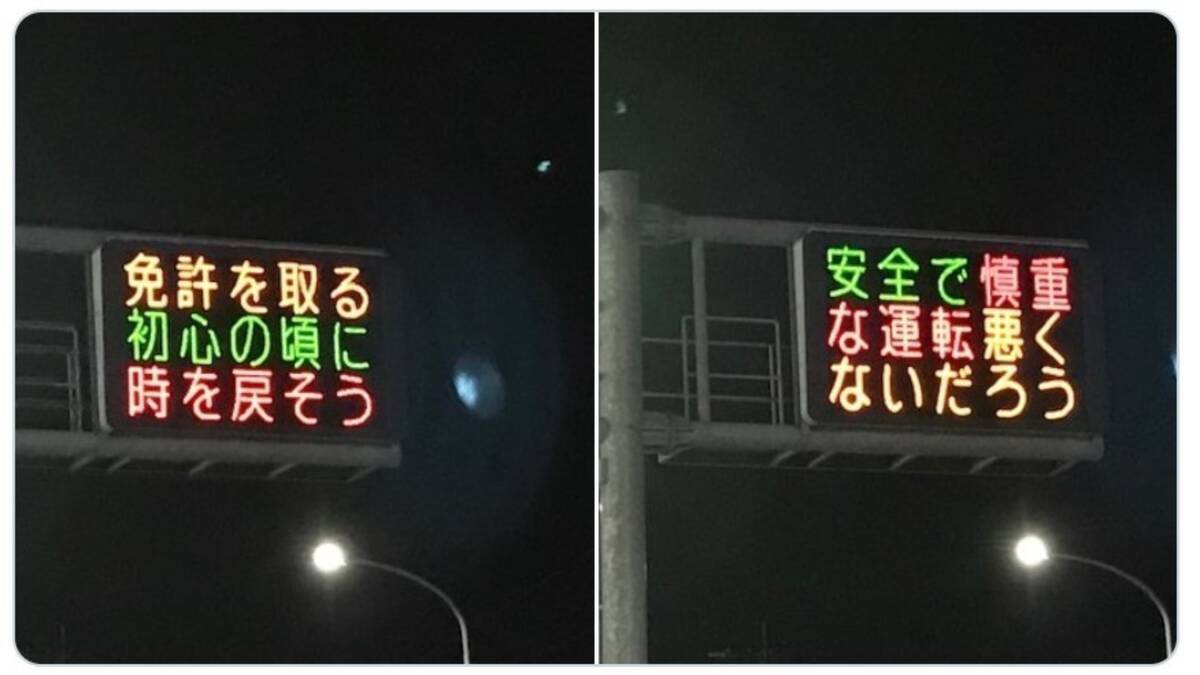 免許を取る
初心の頃に
時を戻そう
安全で慎重
な運転悪く
ないだろう